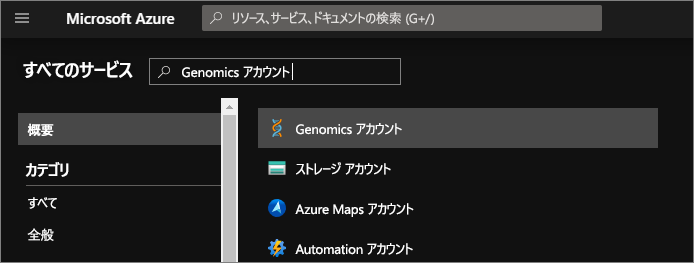 Microsoft Azure
リソース、サービス、ドキュメントの検索 (G+/)
すべてのサービス
Genomics アカウント
概要
カテゴリ
すべて
全般
Genomics アカウント
ストレージ アカウント
Azure Maps アカウント
Automation アカウント